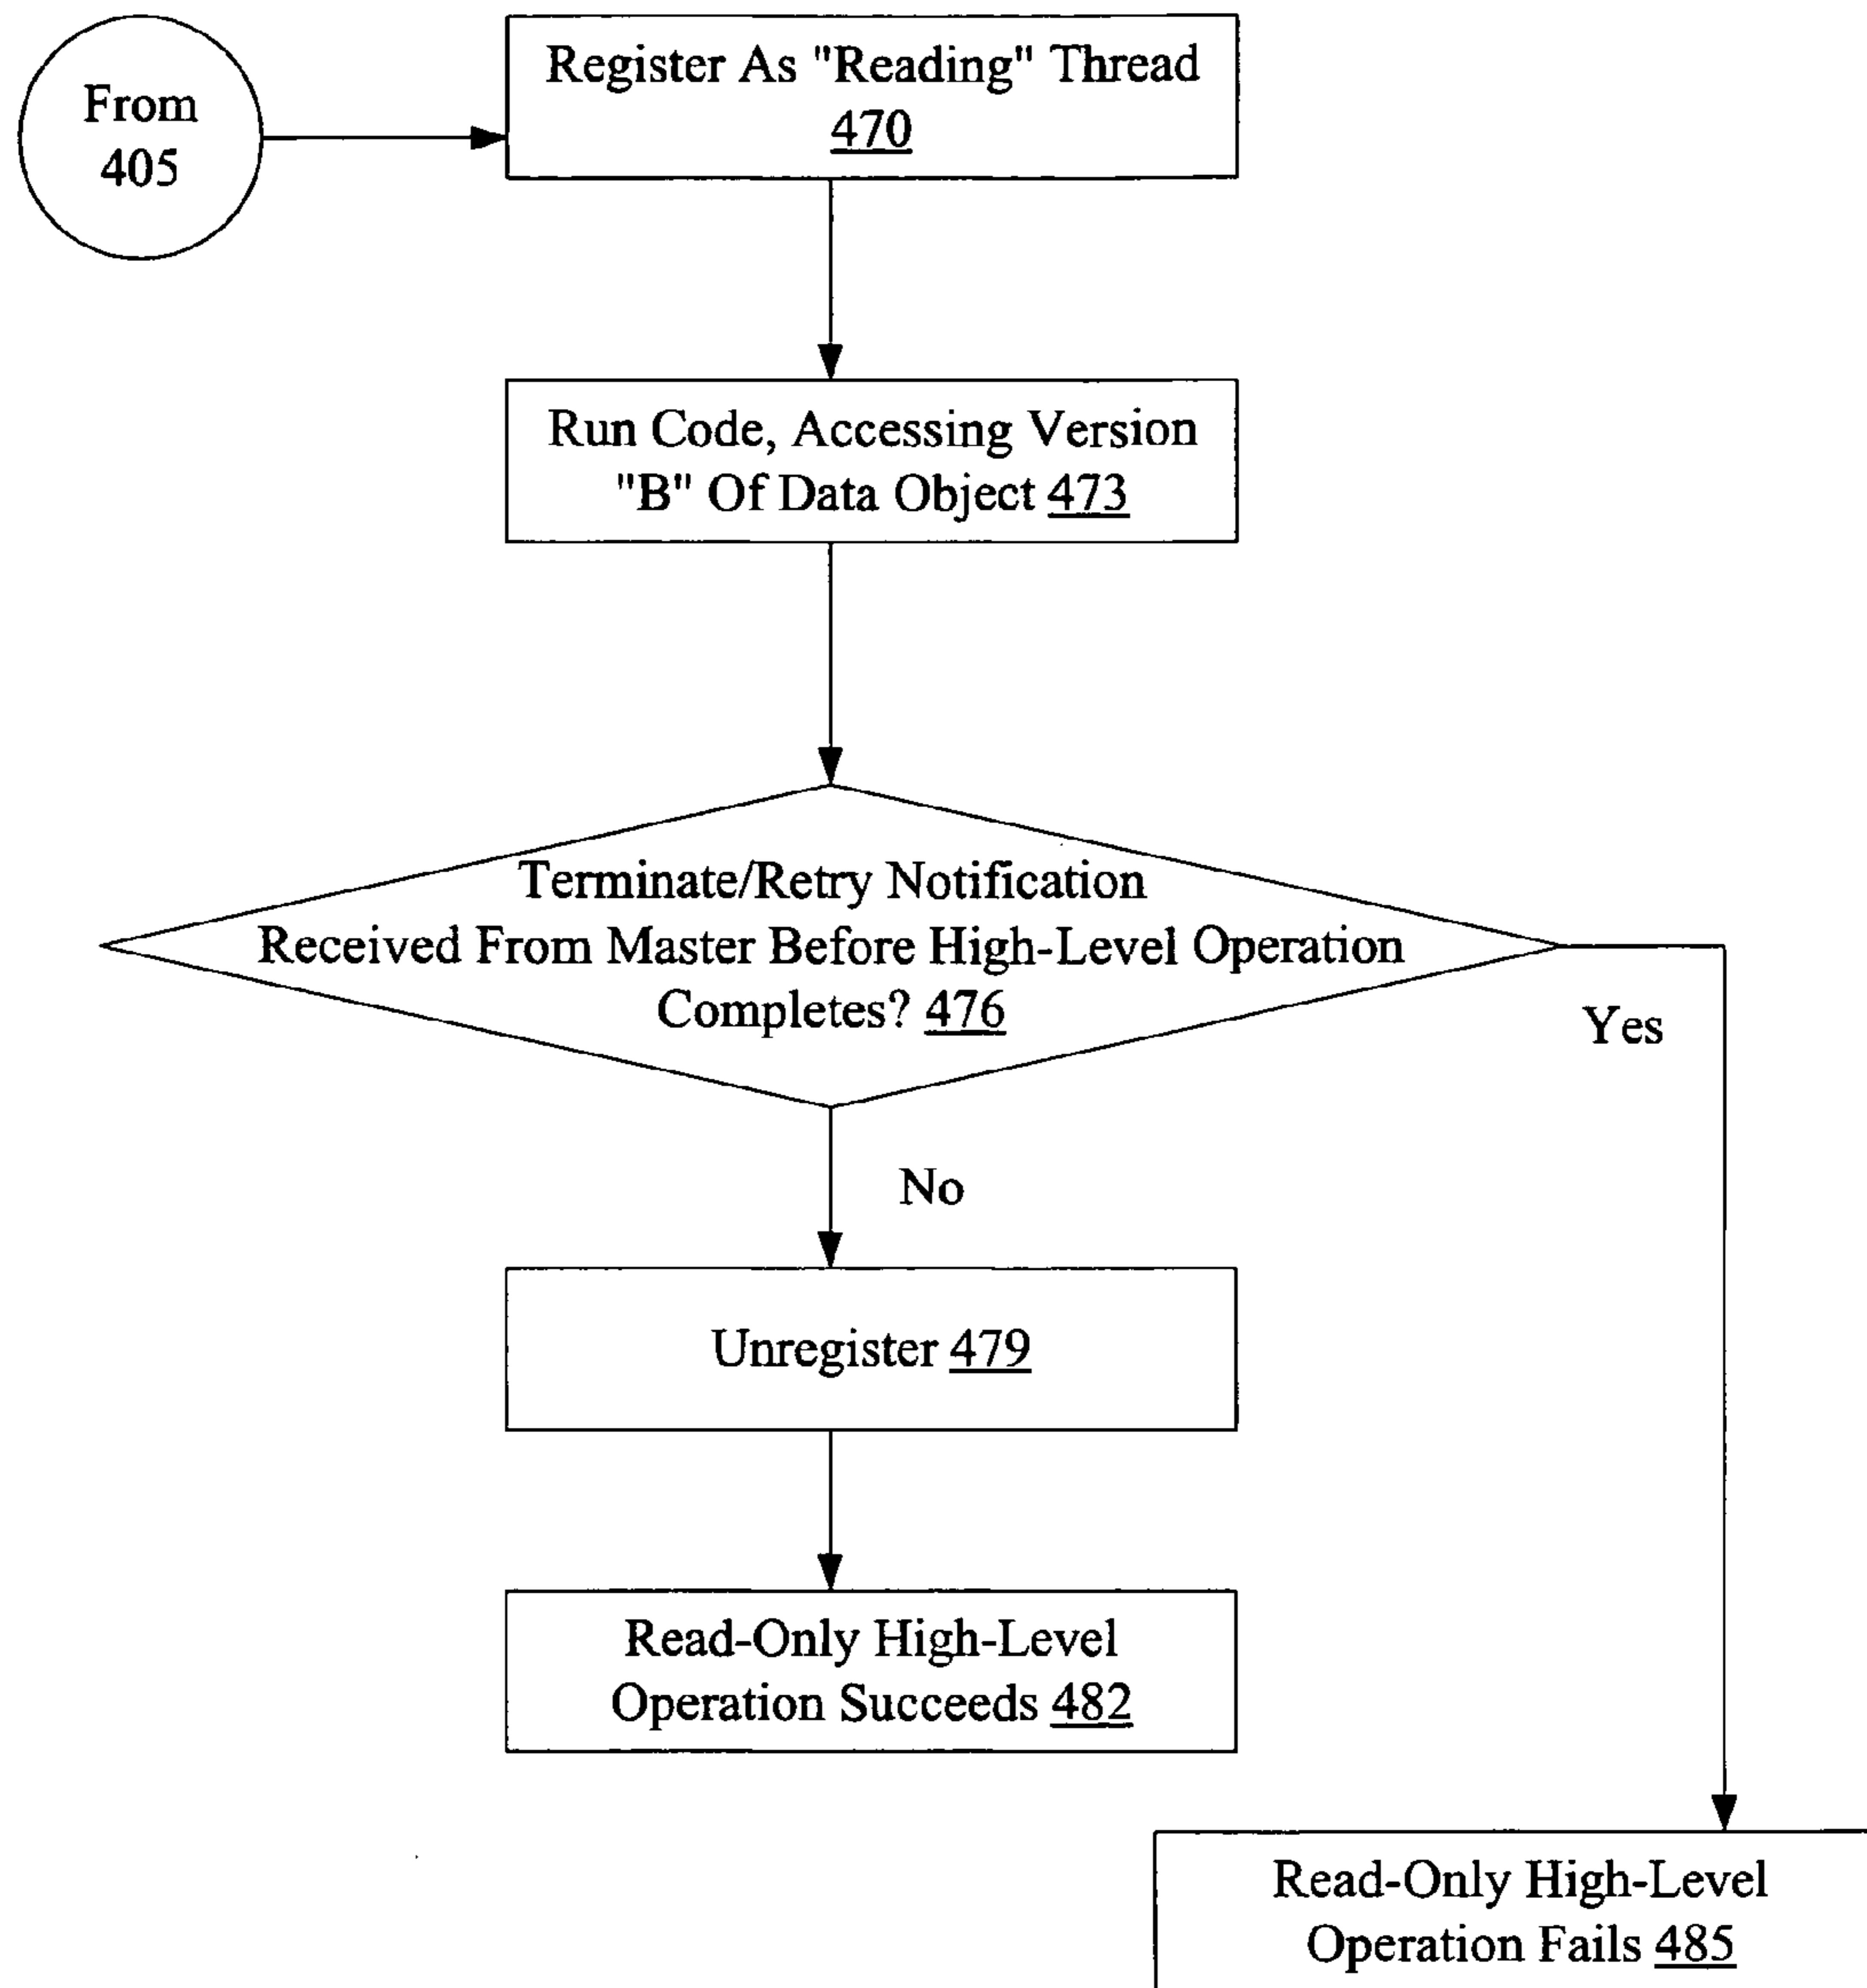 From
405
Register As "Reading" Thread
470
Run Code, Accessing Version
"B" Of Data Object 473
Terminate/Retry Notification
Received From Master Before High-Level Operation
Completes? 476
Yes
No
Unregister 479
Read-Only High-Level
Operation Succeeds 482
Read-Only High-Level
Operation Fails 485